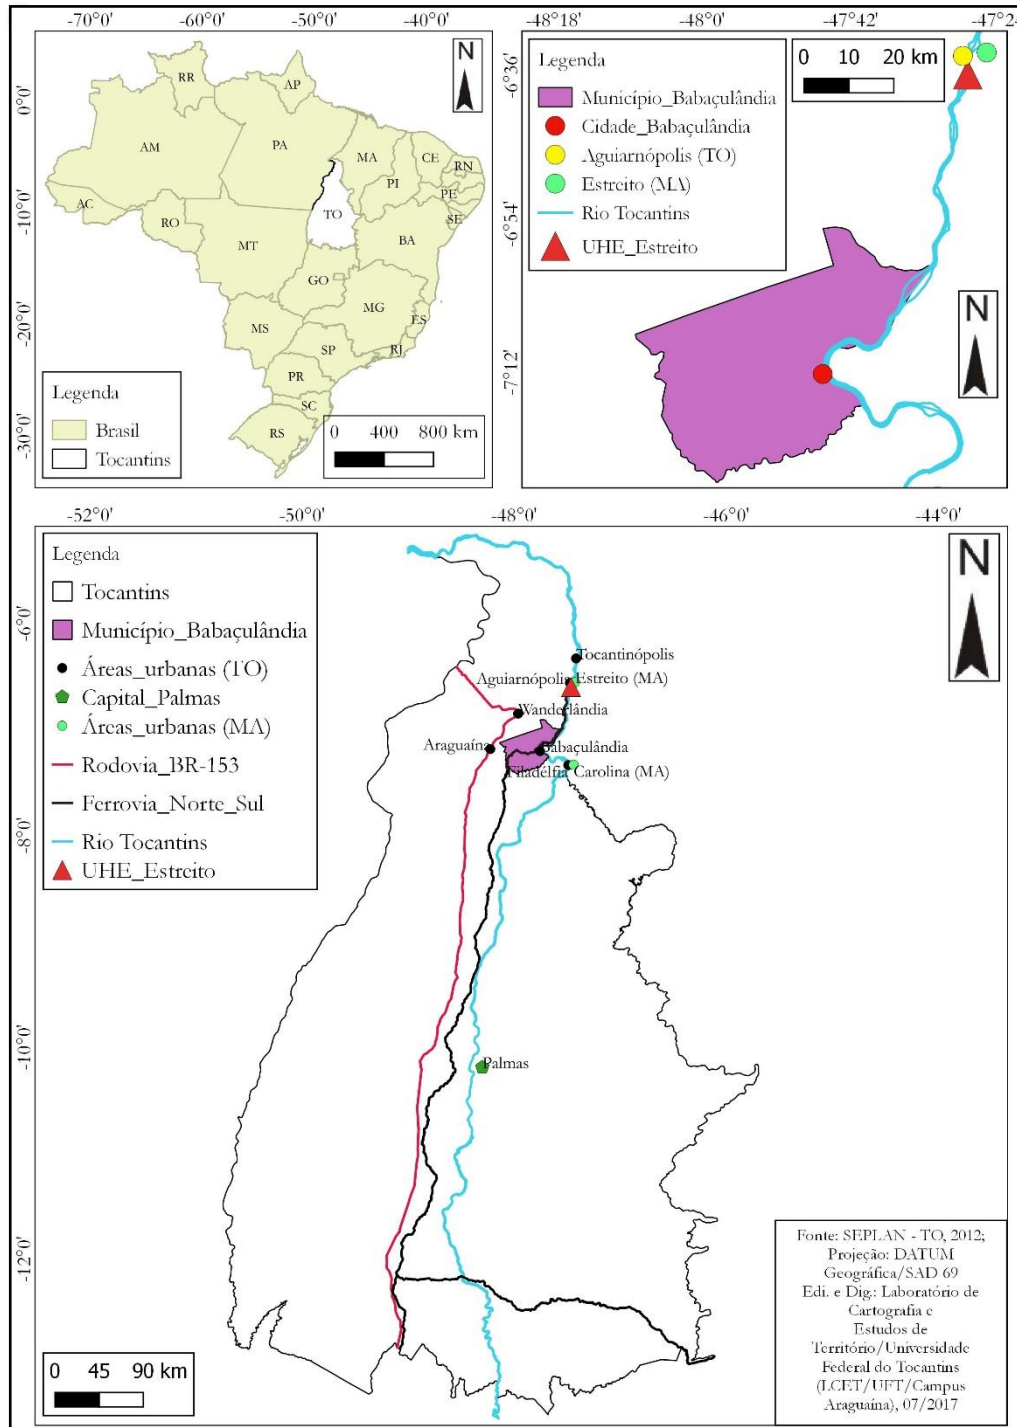 -70°0' -60°0' -50°0' -40°0'
0°0'
-10°0'
-20°0'
-30°0'
N
RR
AP
AM
PA
MA
CE
RN
PI
PE
AC
TO
SE
RO
BA
MT
GO
MG
ES
MS
SP
RJ
PR
SC
RS
Legenda
Brasil
Tocantins
0 400 800 km
-48°18' -48°0' -47°42' -47°24'
-6°36'
-6°54'
-7°12'
Legenda
Município_Babaçulândia
Cidade_Babaçulândia
Aguiarnópolis (TO)
Estreito (MA)
Rio Tocantins
UHE_Estreito
0 10 20 km
N
-52°0' -50°0' -48°0' -46°0' -44°0'
-6°0'
-8°0'
-10°0'
-12°0'
Legenda
Tocantins
Município_Babaçulândia
Áreas_urbanas (TO)
Capital_Palmas
Áreas_urbanas (MA)
Rodovia_BR-153
Ferrovia_Norte_Sul
Rio Tocantins
UHE_Estreito
N
Tocantinópolis
Aguiarnópolis Estreito (MA)
Wanderlândia
Araguaína
Babaçulândia
Filadélfia Carolina (MA)
Palmas
0 45 90 km
Fonte: SEPLAN - TO, 2012;
Projeção: DATUM
Geográfica/SAD 69
Edi. e Dig.: Laboratório de
Cartografia e
Estudos de
Território/Universidade
Federal do Tocantins
(LCET/UFT/Campus
Araguaína), 07/2017